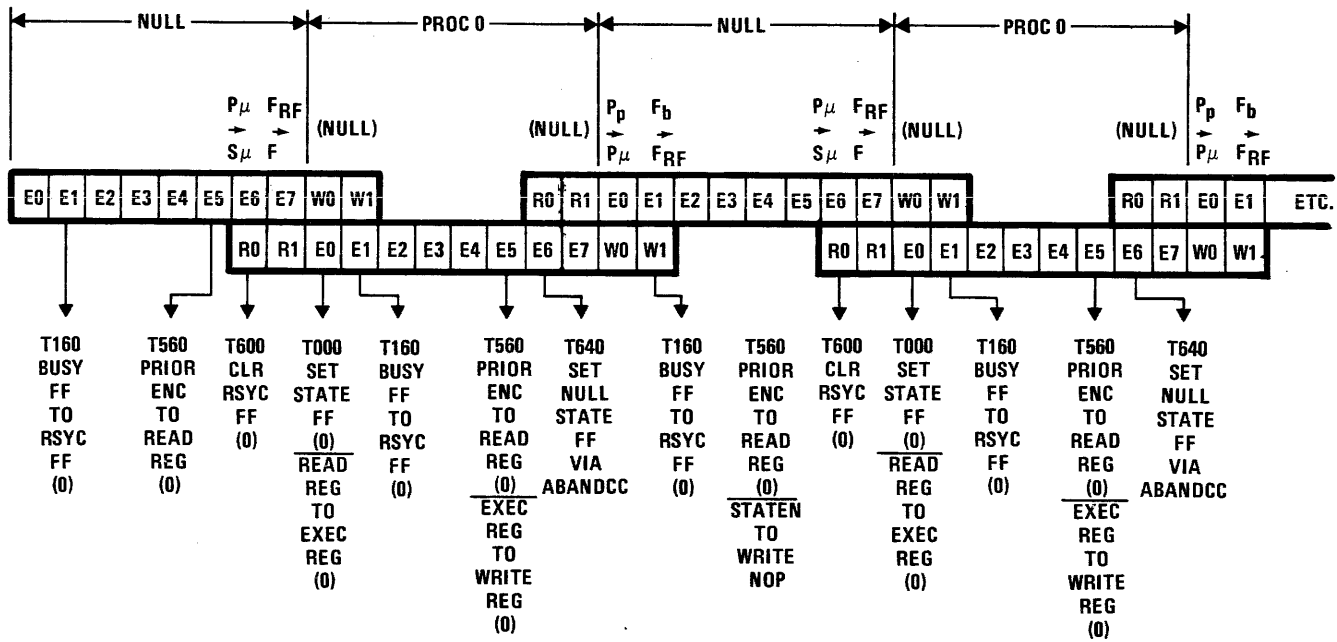 NULL PROC 0 NULL PROC 0
Pμ FRF Pp Fb Pμ FRF Pp Fb
(NULL) (NULL) (NULL) (NULL)
Sμ F Pμ FRF Sμ F Pμ FRF
E0 E1 E2 E3 E4 E5 E6 E7 W0 W1 R0 R1 E0 E1 E2 E3 E4 E5 E6 E7 W0 W1 R0 R1 E0 E1 ETC.
R0 R1 E0 E1 E2 E3 E4 E5 E6 E7 W0 W1 R0 R1 E0 E1 E2 E3 E4 E5 E6 E7 W0 W1
T160
BUSY
FF
TO
RSYC
FF
(0)
T560
PRIOR
ENC
TO
READ
REG
(0)
T600
CLR
RSYC
FF
(0)
T000
SET
STATE
FF
(0)
READ
REG
TO
EXEC
REG
(0)
T160
BUSY
FF
TO
RSYC
FF
(0)
T560
PRIOR
ENC
TO
READ
REG
(0)
EXEC
REG
TO
WRITE
REG
(0)
T640
SET
NULL
STATE
FF
VIA
ABANDCC
T160
BUSY
FF
TO
RSYC
FF
(0)
T560
PRIOR
ENC
TO
READ
REG
(0)
STATEN
TO
WRITE
NOP
T600
CLR
RSYC
FF
(0)
T000
SET
STATE
FF
(0)
READ
REG
TO
EXEC
REG
(0)
T160
BUSY
FF
TO
RSYC
FF
(0)
T560
PRIOR
ENC
TO
READ
REG
(0)
EXEC
REG
TO
WRITE
REG
(0)
T640
SET
NULL
STATE
FF
VIA
ABANDCC